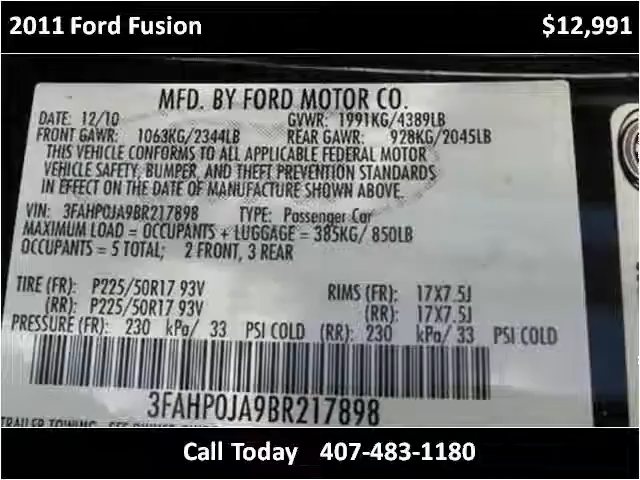 2011 Ford Fusion $12,991
MFD. BY FORD MOTOR CO.
DATE: 12/10 GVWR: 1991KG/4389LB
FRONT GAWR: 1063KG/2344LB REAR GAWR: 928KG/2045LB
THIS VEHICLE CONFORMS TO ALL APPLICABLE FEDERAL MOTOR
VEHICLE SAFETY, BUMPER, AND THEFT PREVENTION STANDARDS
IN EFFECT ON THE DATE OF MANUFACTURE SHOWN ABOVE.
VIN: 3FAHP0JA9BR217898 TYPE: Passenger Car
MAXIMUM LOAD = OCCUPANTS + LUGGAGE = 385KG/ 850LB
OCCUPANTS = 5 TOTAL; 2 FRONT, 3 REAR
TIRE (FR): P225/50R17 93V RIMS (FR): 17X7.5J
(RR): P225/50R17 93V (RR): 17X7.5J
PRESSURE (FR): 230 kPa/ 33 PSI COLD (RR): 230 kPa/ 33 PSI COLD
3FAHP0JA9BR217898
TRAILER TOWING
Call Today 407-483-1180